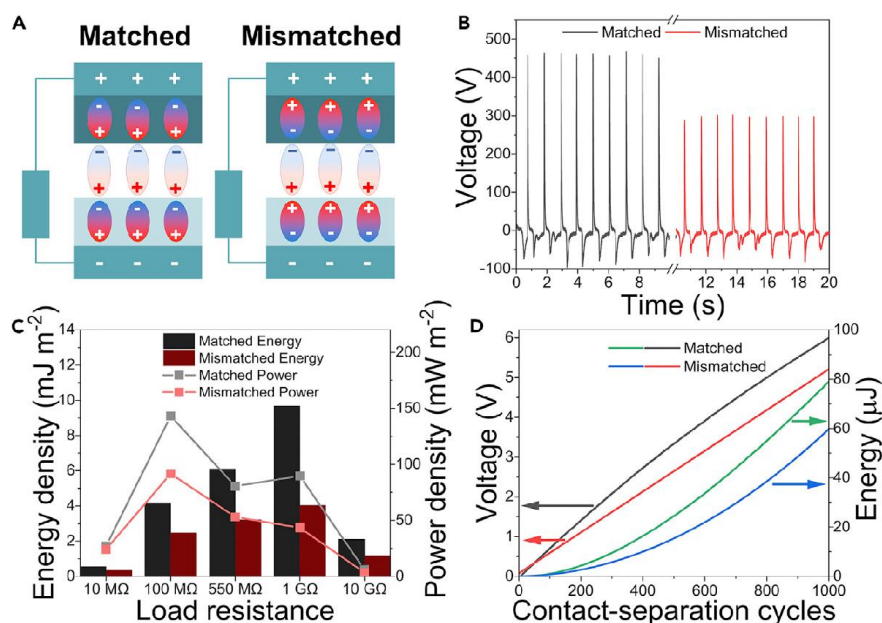 A
Matched Mismatched
+ + +
- - -
+ + +
- - -
+ + +
- - -
+ + +
- - -
+ + +
+ + +
- - -
- - -
+ + +
+ + +
- - -
- - -
B
Matched Mismatched
Voltage (V)
500
400
300
200
100
0
-100
0 2 4 6 8 12 14 16 18 20
Time (s)
C
Energy density (mJ m⁻²)
14
12
10
8
6
4
2
0
Matched Energy
Mismatched Energy
Matched Power
Mismatched Power
200
150
100
50
0
Power density (mW m⁻²)
10 MΩ 100 MΩ 550 MΩ 1 GΩ 10 GΩ
Load resistance
D
Voltage (V)
6
5
4
3
2
1
0
Matched
Mismatched
100
80
60
40
20
0
Energy (µJ)
0 200 400 600 800 1000
Contact-separation cycles